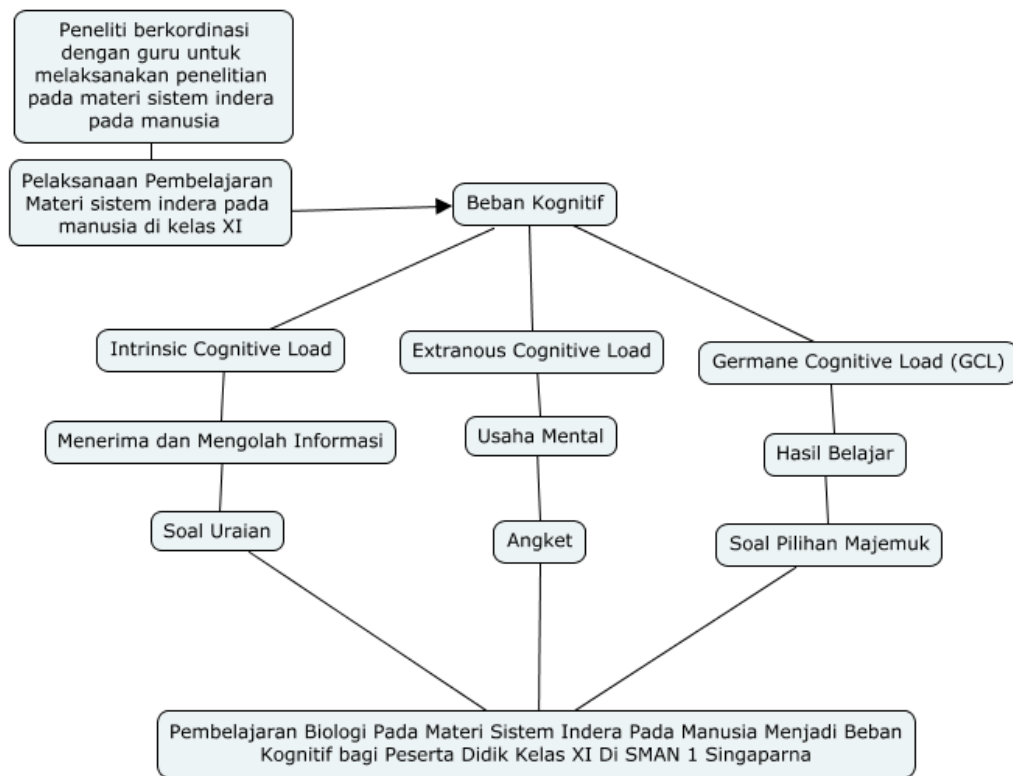 Peneliti berkordinasi
dengan guru untuk
melaksanakan penelitian
pada materi sistem indera
pada manusia
Pelaksanaan Pembelajaran
Materi sistem indera pada
manusia di kelas XI
Beban Kognitif
Intrinsic Cognitive Load
Extranous Cognitive Load
Germane Cognitive Load (GCL)
Menerima dan Mengolah Informasi
Usaha Mental
Hasil Belajar
Soal Uraian
Angket
Soal Pilihan Majemuk
Pembelajaran Biologi Pada Materi Sistem Indera Pada Manusia Menjadi Beban
Kognitif bagi Peserta Didik Kelas XI Di SMAN 1 Singaparna